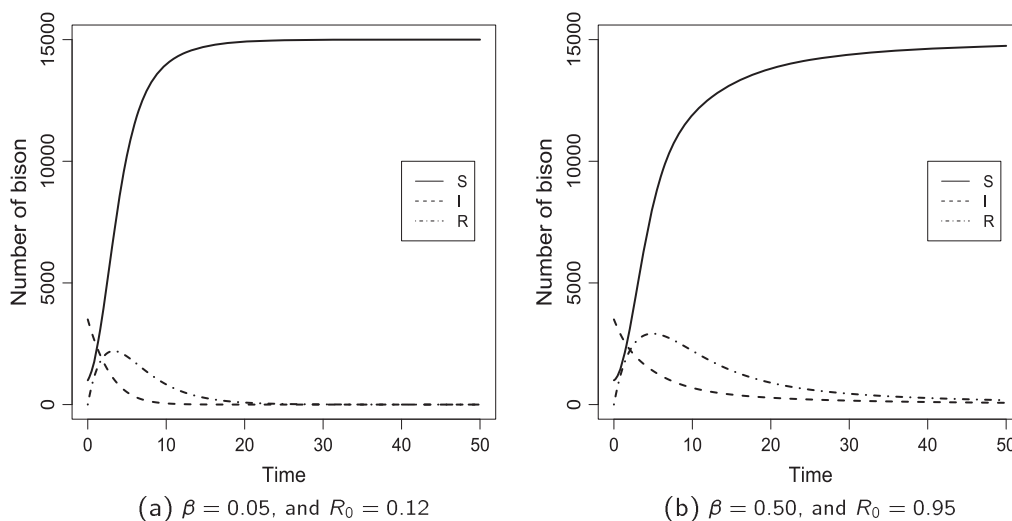 Number of bison
15000
10000
5000
0
S
I
R
0 10 20 30 40 50
Time
(a) β = 0.05, and R₀ = 0.12
Number of bison
15000
10000
5000
0
S
I
R
0 10 20 30 40 50
Time
(b) β = 0.50, and R₀ = 0.95